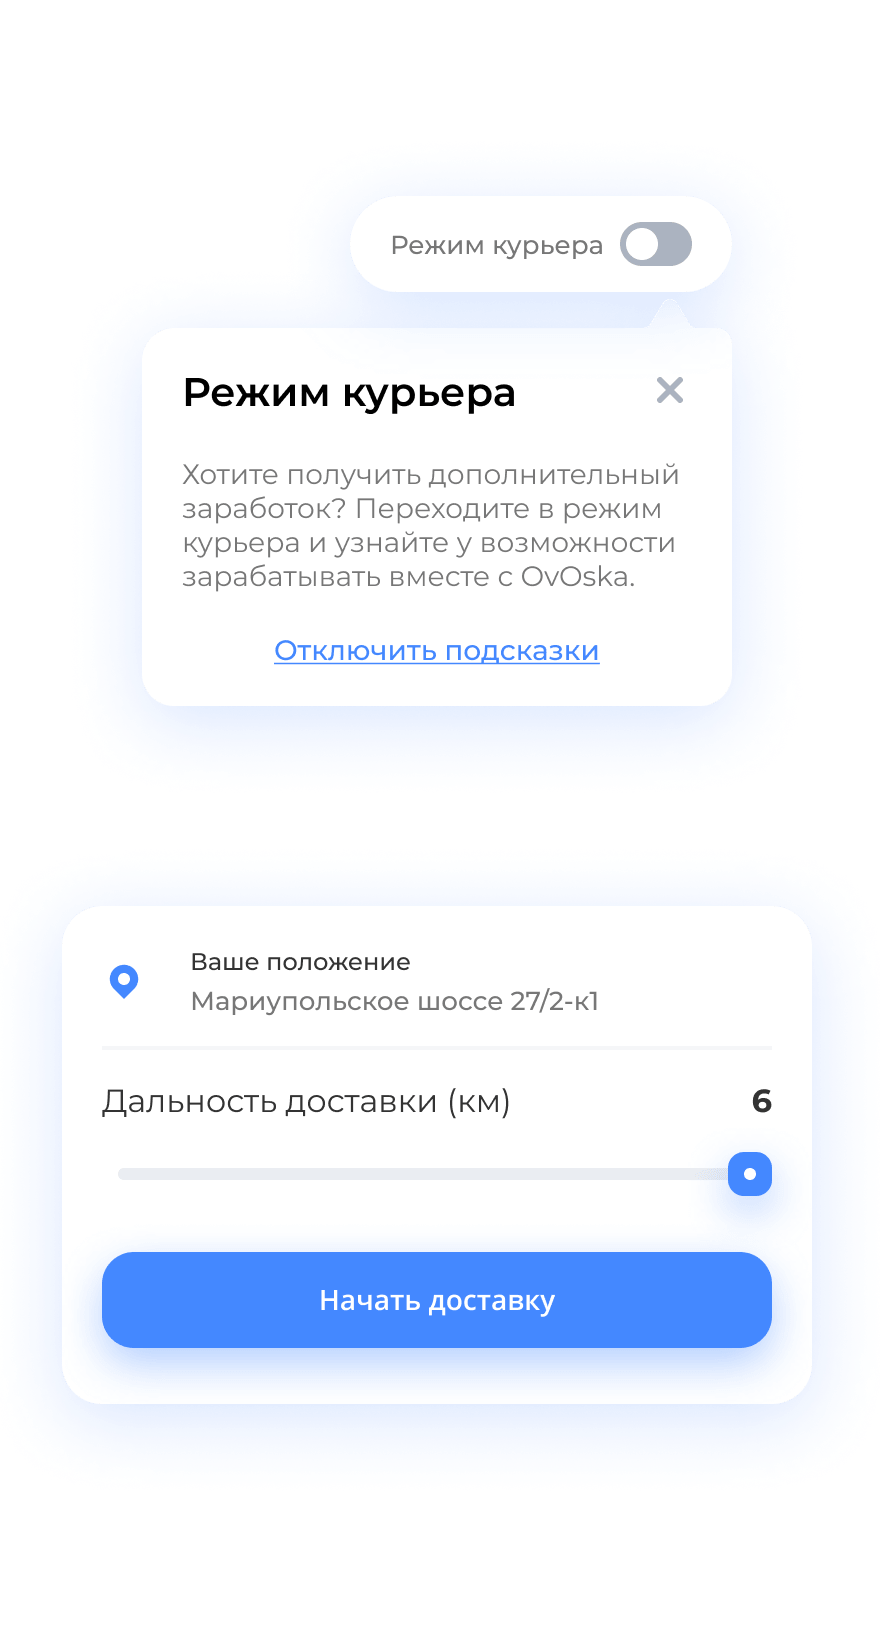 Режим курьера
Режим курьера
Хотите получить дополнительный
заработок? Переходите в режим
курьера и узнайте у возможности
зарабатывать вместе с OvOska.
Отключить подсказки
Ваше положение
Мариупольское шоссе 27/2-к1
Дальность доставки (км) 6
Начать доставку